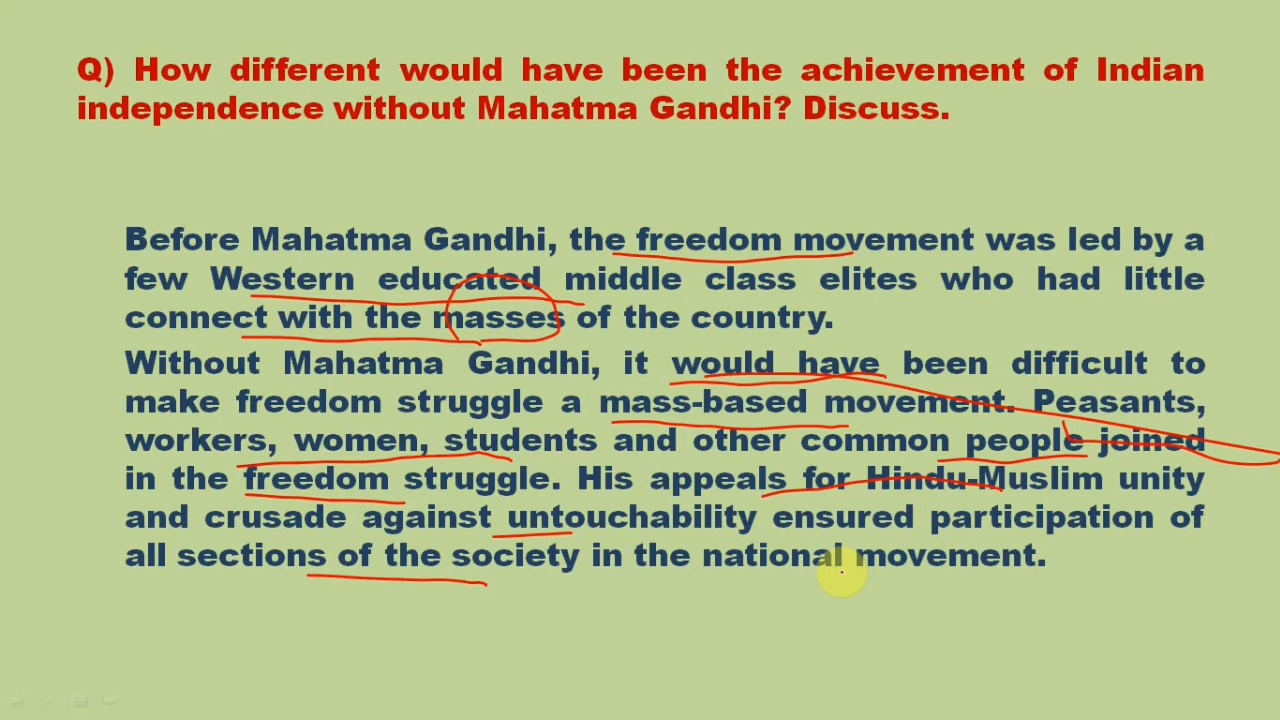 Q) How different would have been the achievement of Indian
independence without Mahatma Gandhi? Discuss.
Before Mahatma Gandhi, the freedom movement was led by a
few Western educated middle class elites who had little
connect with the masses of the country.
Without Mahatma Gandhi, it would have been difficult to
make freedom struggle a mass-based movement. Peasants,
workers, women, students and other common people joined
in the freedom struggle. His appeals for Hindu-Muslim unity
and crusade against untouchability ensured participation of
all sections of the society in the national movement.